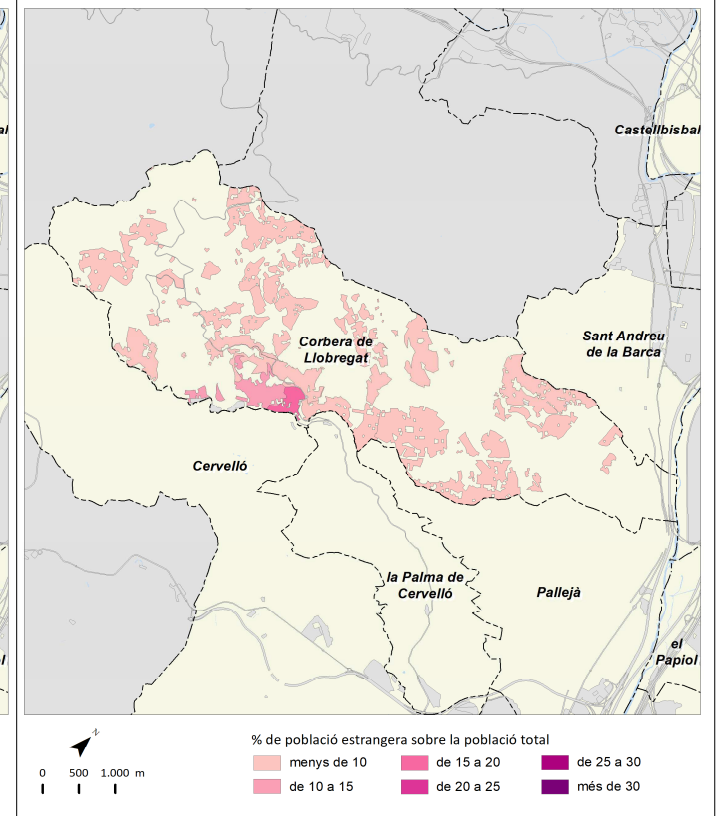 Castellbisbal
Corbera de
Llobregat
Sant Andreu
de la Barca
Cervelló
la Palma de
Cervelló
Pallejà
el
Papiol
N
0 500 1.000 m
% de població estrangera sobre la població total
menys de 10
de 10 a 15
de 15 a 20
de 20 a 25
de 25 a 30
més de 30